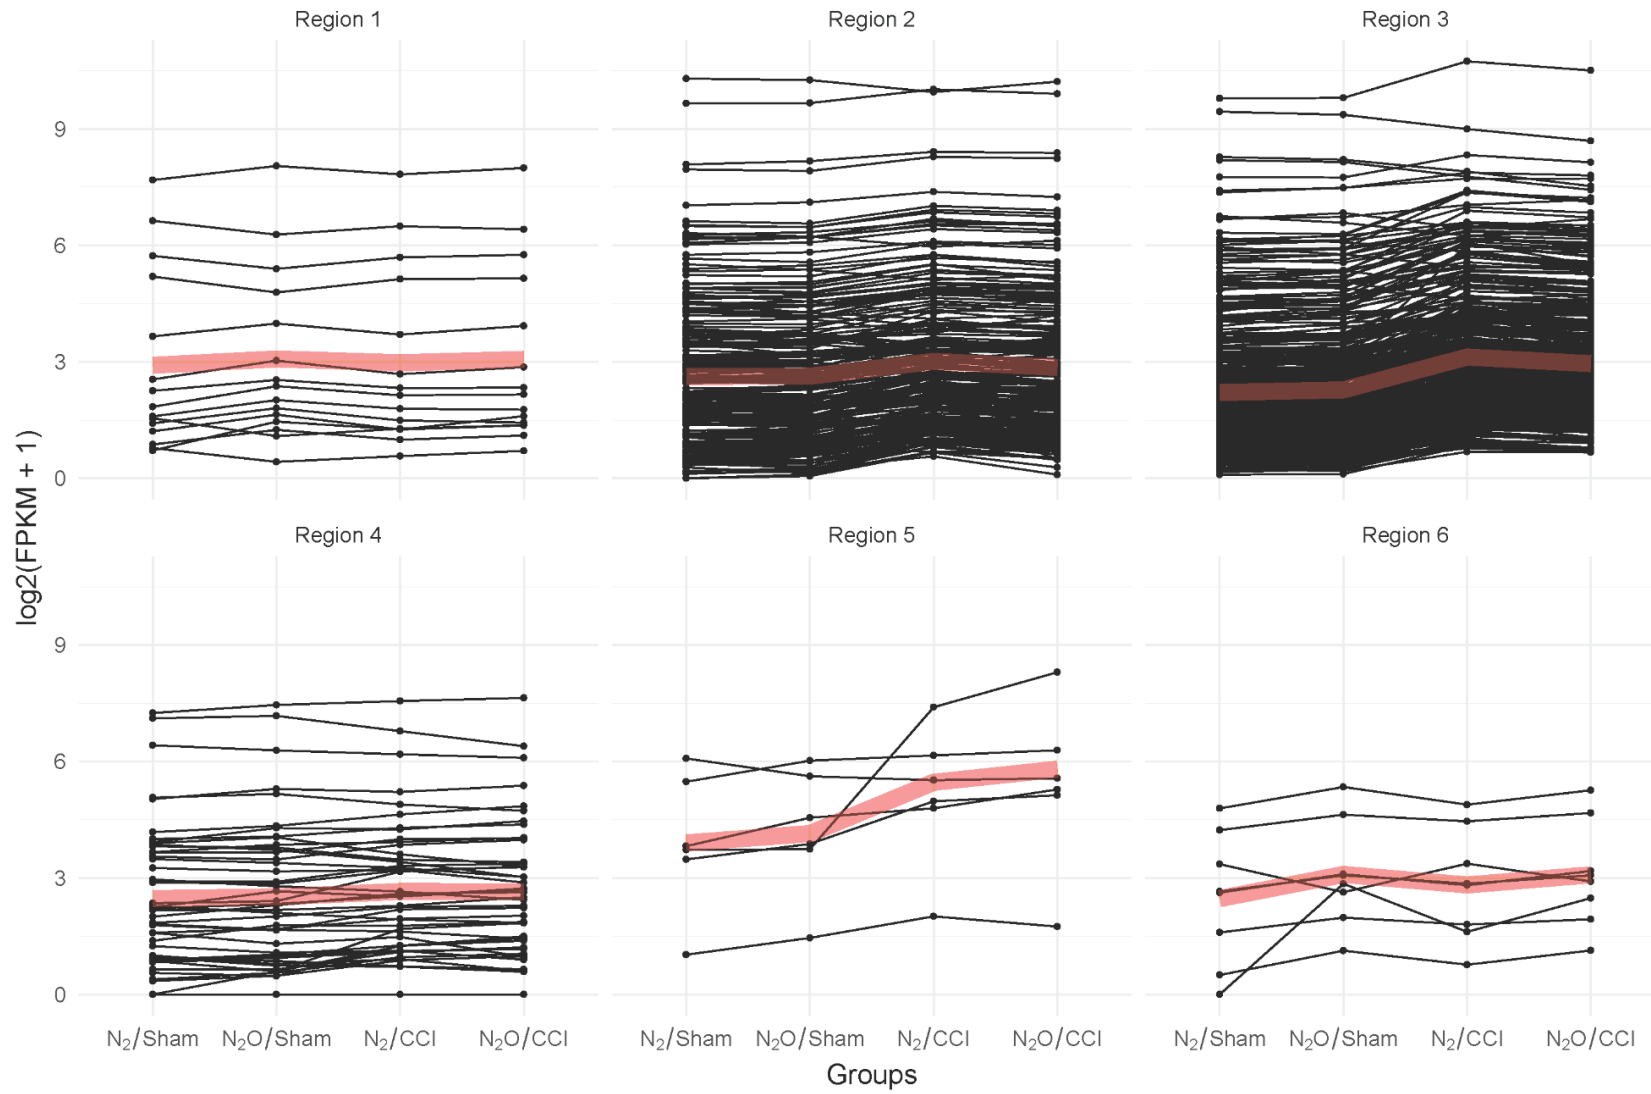 Region 1 Region 2 Region 3
9
6
3
0
log2(FPKM + 1)
Region 4 Region 5 Region 6
9
6
3
0
N₂/Sham N₂O/Sham N₂/CCI N₂O/CCI N₂/Sham N₂O/Sham N₂/CCI N₂O/CCI N₂/Sham N₂O/Sham N₂/CCI N₂O/CCI
Groups